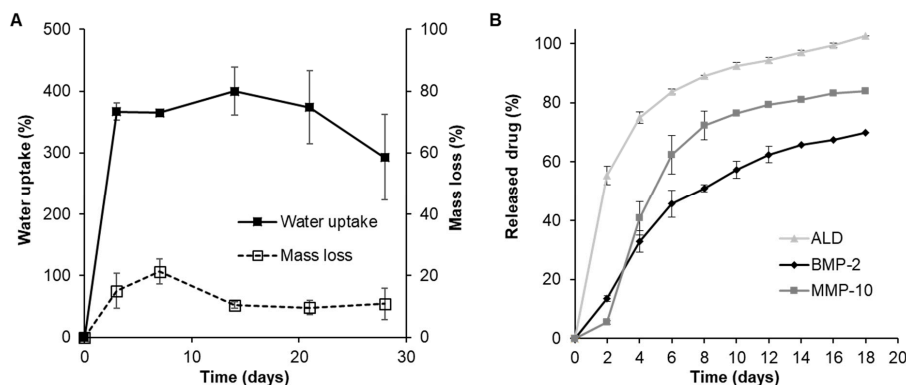 A
500
400
300
200
100
0
Water uptake (%)
100
80
60
40
20
0
Mass loss (%)
Water uptake
Mass loss
0
10
20
30
Time (days)
B
100
80
60
40
20
0
Released drug (%)
ALD
BMP-2
MMP-10
0 2 4 6 8 10 12 14 16 18 20
Time (days)